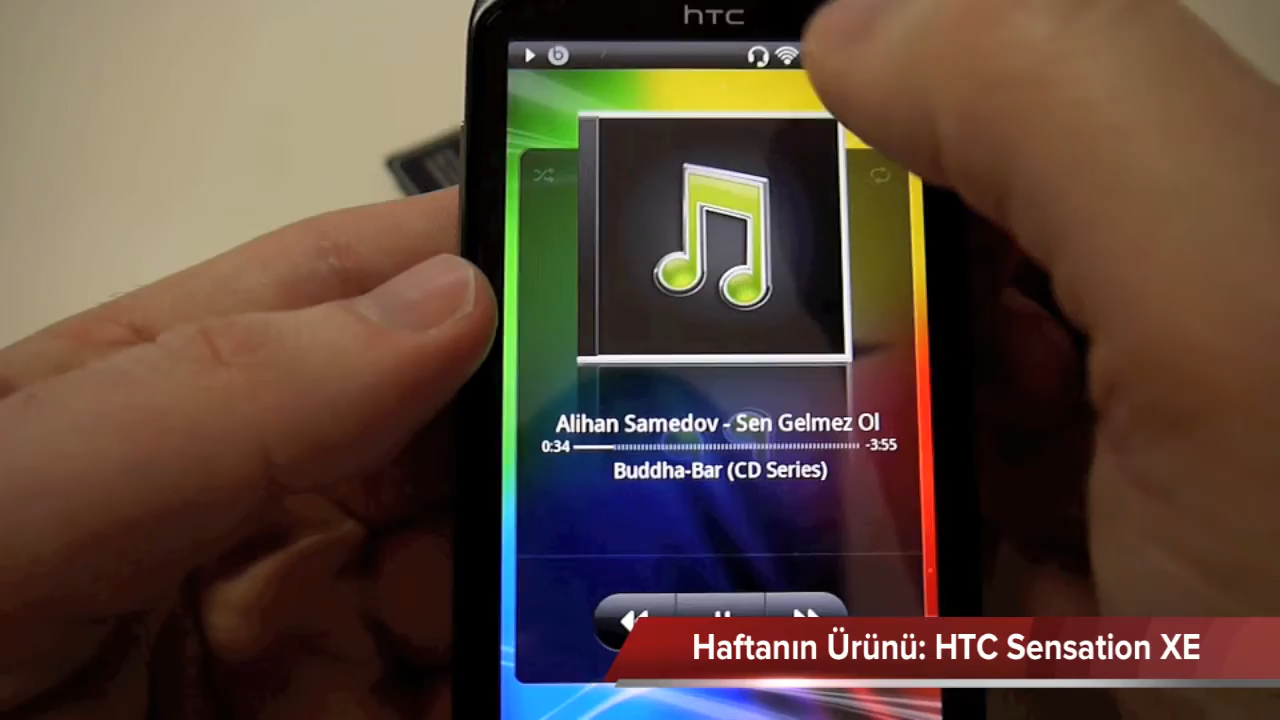 hTC
Alihan Samedov - Sen Gelmez Ol
0:34 -3:55
Buddha-Bar (CD Series)
Haftanın Ürünü: HTC Sensation XE